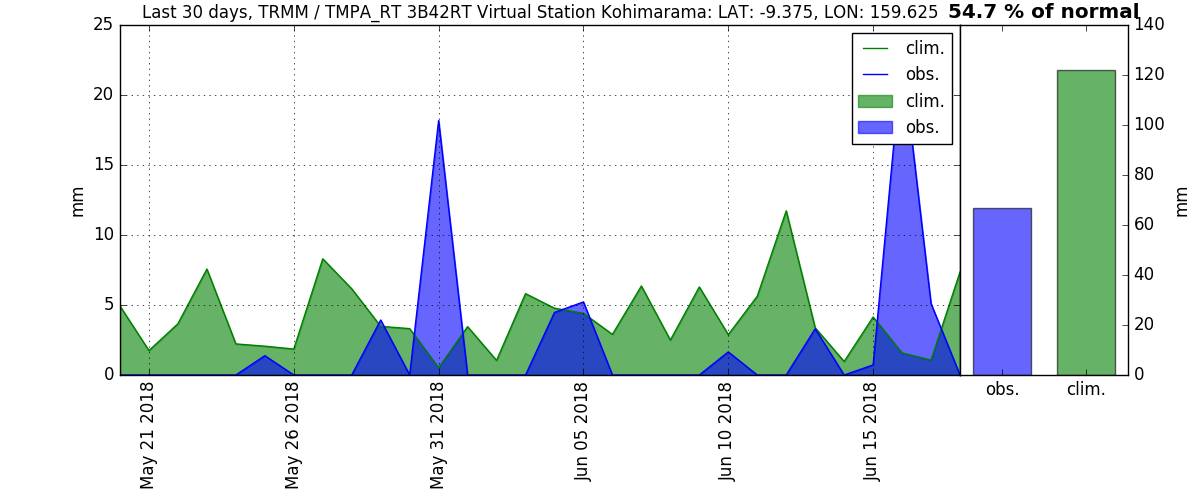 Last 30 days, TRMM / TMPA_RT 3B42RT Virtual Station Kohimarama: LAT: -9.375, LON: 159.625
54.7 % of normal
25
20
15
10
5
0
mm
clim.
obs.
clim.
obs.
May 21 2018
May 26 2018
May 31 2018
Jun 05 2018
Jun 10 2018
Jun 15 2018
140
120
100
80
60
40
20
0
mm
obs.
clim.